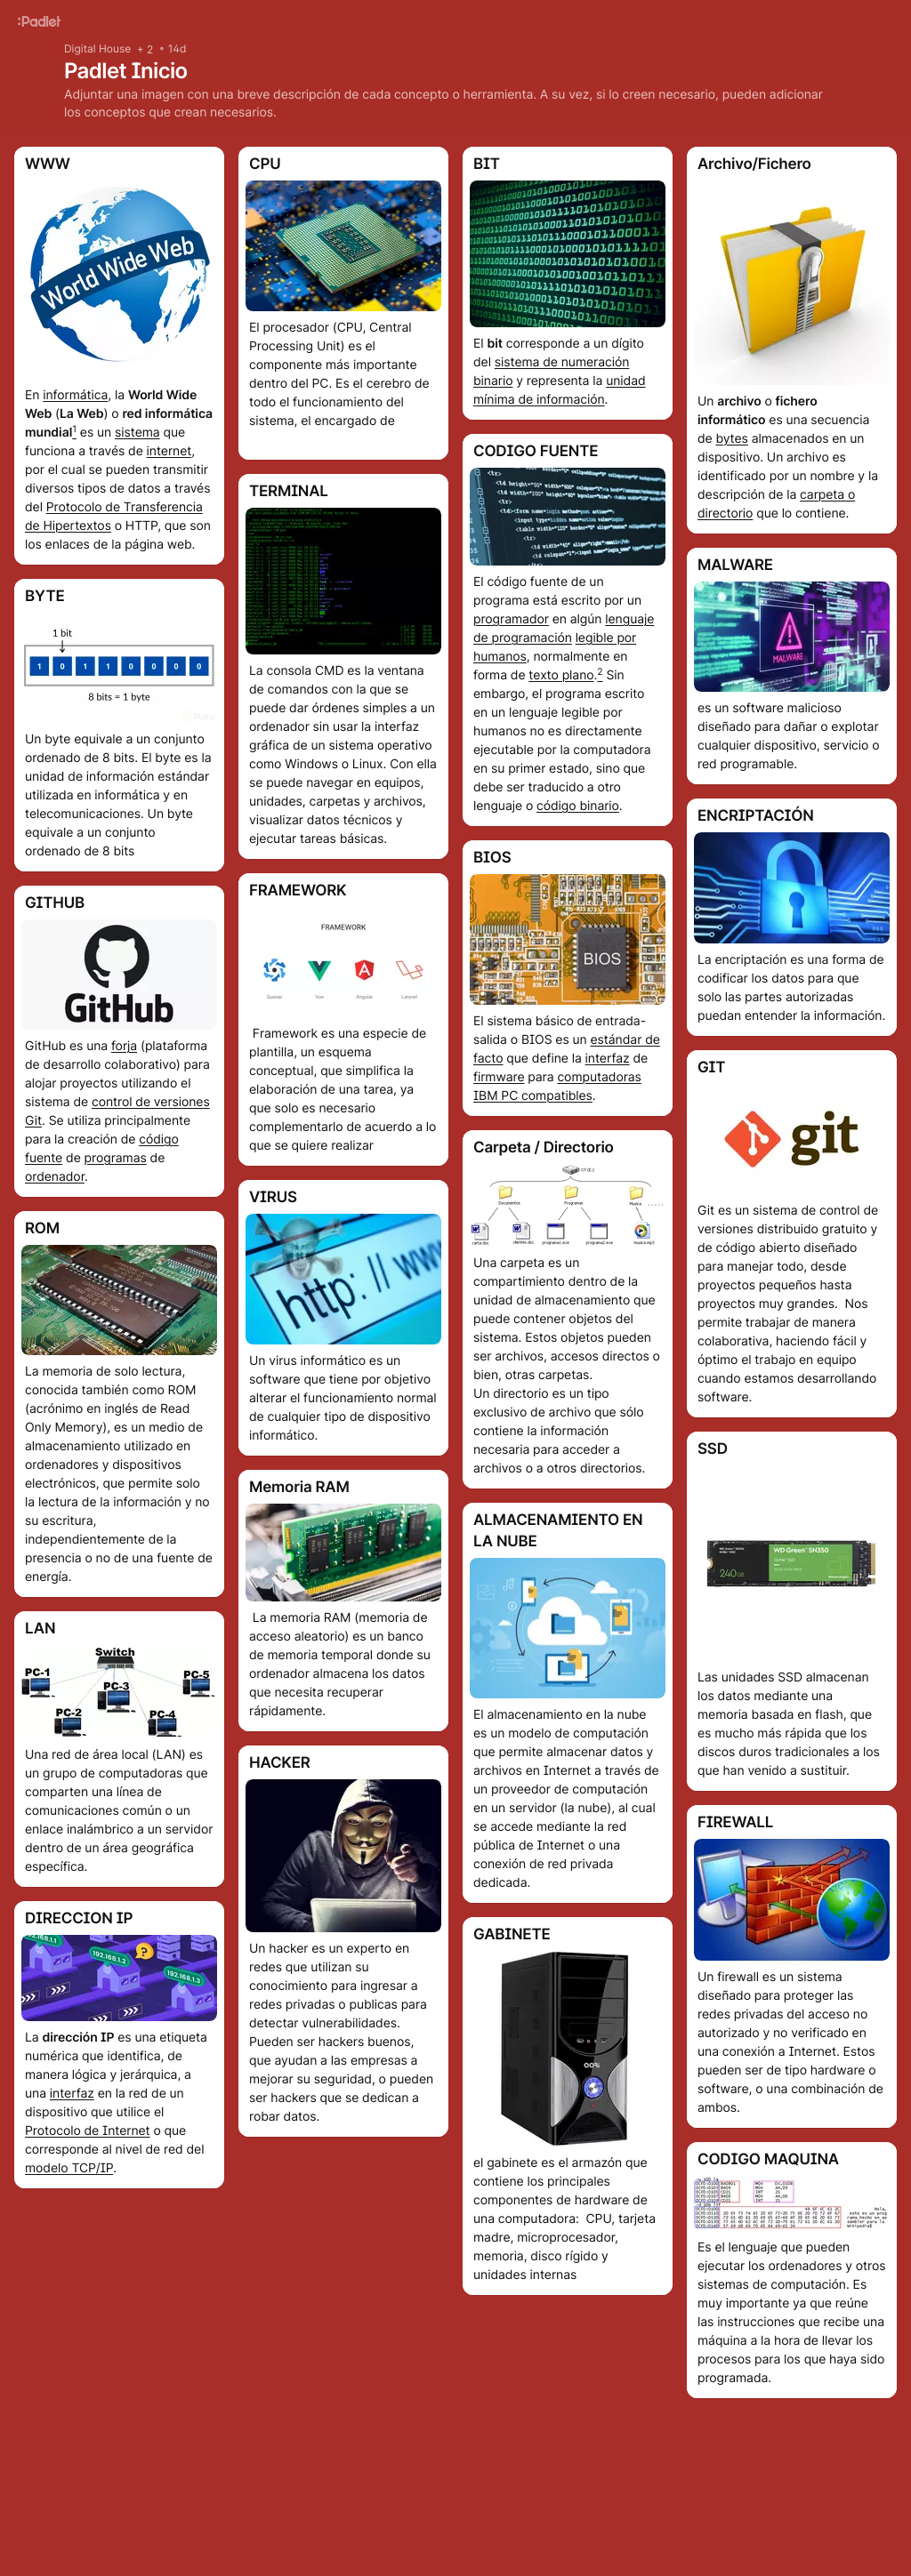 :Padlet
Digital House + 2 • 14d
Padlet Inicio
Adjuntar una imagen con una breve descripción de cada concepto o herramienta. A su vez, si lo creen necesario, pueden adicionar
los conceptos que crean necesarios.
WWW
World Wide Web
En informática, la World Wide
Web (La Web) o red informática
mundial1 es un sistema que
funciona a través de internet,
por el cual se pueden transmitir
diversos tipos de datos a través
del Protocolo de Transferencia
de Hipertextos o HTTP, que son
los enlaces de la página web.
BYTE
1 bit
1 0 1 1 0 0 0 0
8 bits = 1 byte
Un byte equivale a un conjunto
ordenado de 8 bits. El byte es la
unidad de información estándar
utilizada en informática y en
telecomunicaciones. Un byte
equivale a un conjunto
ordenado de 8 bits
GITHUB
GitHub
GitHub es una forja (plataforma
de desarrollo colaborativo) para
alojar proyectos utilizando el
sistema de control de versiones
Git. Se utiliza principalmente
para la creación de código
fuente de programas de
ordenador.
ROM
La memoria de solo lectura,
conocida también como ROM
(acrónimo en inglés de Read
Only Memory), es un medio de
almacenamiento utilizado en
ordenadores y dispositivos
electrónicos, que permite solo
la lectura de la información y no
su escritura,
independientemente de la
presencia o no de una fuente de
energía.
LAN
Switch
PC-1
PC-5
PC-3
PC-2
PC-4
Una red de área local (LAN) es
un grupo de computadoras que
comparten una línea de
comunicaciones común o un
enlace inalámbrico a un servidor
dentro de un área geográfica
específica.
DIRECCION IP
192.168.1.1
192.168.1.2
?
192.168.1.3
La dirección IP es una etiqueta
numérica que identifica, de
manera lógica y jerárquica, a
una interfaz en la red de un
dispositivo que utilice el
Protocolo de Internet o que
corresponde al nivel de red del
modelo TCP/IP.
CPU
El procesador (CPU, Central
Processing Unit) es el
componente más importante
dentro del PC. Es el cerebro de
todo el funcionamiento del
sistema, el encargado de
TERMINAL
La consola CMD es la ventana
de comandos con la que se
puede dar órdenes simples a un
ordenador sin usar la interfaz
gráfica de un sistema operativo
como Windows o Linux. Con ella
se puede navegar en equipos,
unidades, carpetas y archivos,
visualizar datos técnicos y
ejecutar tareas básicas.
FRAMEWORK
FRAMEWORK
Quasar Vue Angular Laravel
Framework es una especie de
plantilla, un esquema
conceptual, que simplifica la
elaboración de una tarea, ya
que solo es necesario
complementarlo de acuerdo a lo
que se quiere realizar
VIRUS
http: // ww
Un virus informático es un
software que tiene por objetivo
alterar el funcionamiento normal
de cualquier tipo de dispositivo
informático.
Memoria RAM
La memoria RAM (memoria de
acceso aleatorio) es un banco
de memoria temporal donde su
ordenador almacena los datos
que necesita recuperar
rápidamente.
HACKER
Un hacker es un experto en
redes que utilizan su
conocimiento para ingresar a
redes privadas o publicas para
detectar vulnerabilidades.
Pueden ser hackers buenos,
que ayudan a las empresas a
mejorar su seguridad, o pueden
ser hackers que se dedican a
robar datos.
BIT
El bit corresponde a un dígito
del sistema de numeración
binario y representa la unidad
mínima de información.
CODIGO FUENTE
El código fuente de un
programa está escrito por un
programador en algún lenguaje
de programación legible por
humanos, normalmente en
forma de texto plano.2 Sin
embargo, el programa escrito
en un lenguaje legible por
humanos no es directamente
ejecutable por la computadora
en su primer estado, sino que
debe ser traducido a otro
lenguaje o código binario.
BIOS
BIOS
El sistema básico de entrada-
salida o BIOS es un estándar de
facto que define la interfaz de
firmware para computadoras
IBM PC compatibles.
Carpeta / Directorio
Documentos Programas Musica
carta.doc clientes.doc programa1.exe programa2.exe musica.mp3
Una carpeta es un
compartimiento dentro de la
unidad de almacenamiento que
puede contener objetos del
sistema. Estos objetos pueden
ser archivos, accesos directos o
bien, otras carpetas.
Un directorio es un tipo
exclusivo de archivo que sólo
contiene la información
necesaria para acceder a
archivos o a otros directorios.
ALMACENAMIENTO EN
LA NUBE
El almacenamiento en la nube
es un modelo de computación
que permite almacenar datos y
archivos en Internet a través de
un proveedor de computación
en un servidor (la nube), al cual
se accede mediante la red
pública de Internet o una
conexión de red privada
dedicada.
GABINETE
el gabinete es el armazón que
contiene los principales
componentes de hardware de
una computadora: CPU, tarjeta
madre, microprocesador,
memoria, disco rígido y
unidades internas
Archivo/Fichero
Un archivo o fichero
informático es una secuencia
de bytes almacenados en un
dispositivo. Un archivo es
identificado por un nombre y la
descripción de la carpeta o
directorio que lo contiene.
MALWARE
MALWARE
es un software malicioso
diseñado para dañar o explotar
cualquier dispositivo, servicio o
red programable.
ENCRIPTACIÓN
La encriptación es una forma de
codificar los datos para que
solo las partes autorizadas
puedan entender la información.
GIT
git
Git es un sistema de control de
versiones distribuido gratuito y
de código abierto diseñado
para manejar todo, desde
proyectos pequeños hasta
proyectos muy grandes. Nos
permite trabajar de manera
colaborativa, haciendo fácil y
óptimo el trabajo en equipo
cuando estamos desarrollando
software.
SSD
WD Green SN350
240GB
Las unidades SSD almacenan
los datos mediante una
memoria basada en flash, que
es mucho más rápida que los
discos duros tradicionales a los
que han venido a sustituir.
FIREWALL
Un firewall es un sistema
diseñado para proteger las
redes privadas del acceso no
autorizado y no verificado en
una conexión a Internet. Estos
pueden ser de tipo hardware o
software, o una combinación de
ambos.
CODIGO MAQUINA
Es el lenguaje que pueden
ejecutar los ordenadores y otros
sistemas de computación. Es
muy importante ya que reúne
las instrucciones que recibe una
máquina a la hora de llevar los
procesos para los que haya sido
programada.